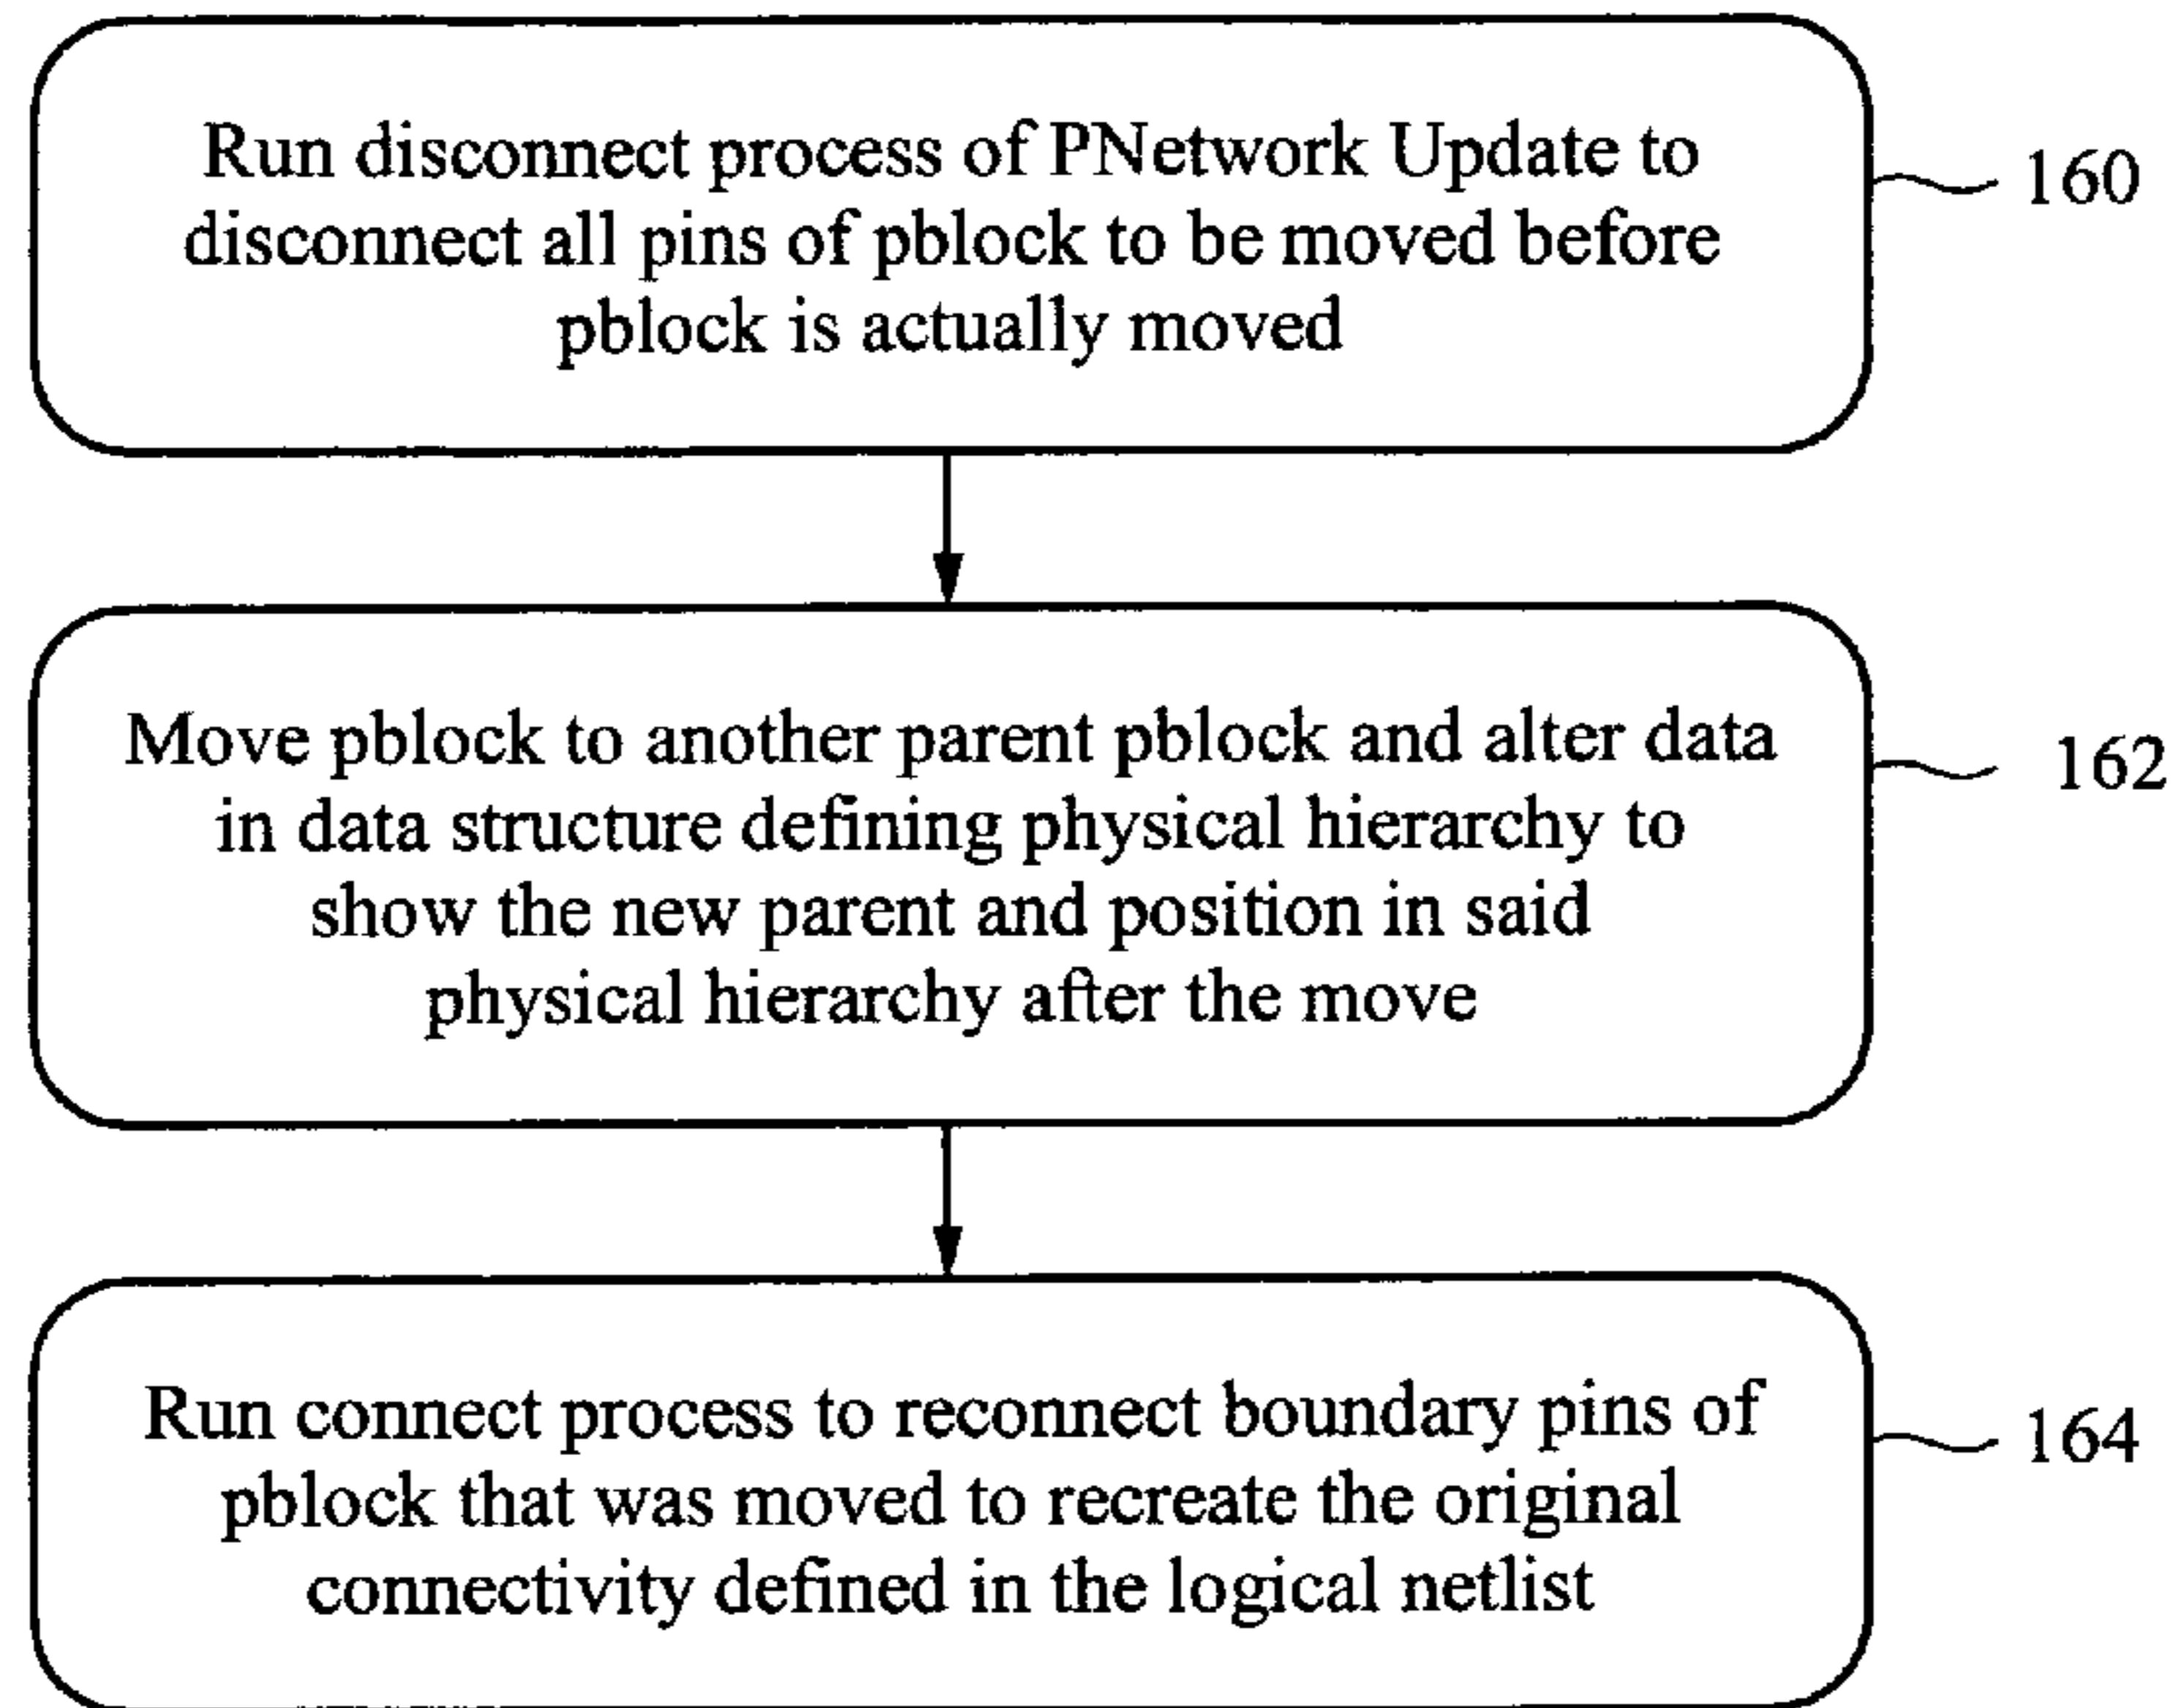 Run disconnect process of PNetwork Update to
disconnect all pins of pblock to be moved before
pblock is actually moved
160
Move pblock to another parent pblock and alter data
in data structure defining physical hierarchy to
show the new parent and position in said
physical hierarchy after the move
162
Run connect process to reconnect boundary pins of
pblock that was moved to recreate the original
connectivity defined in the logical netlist
164